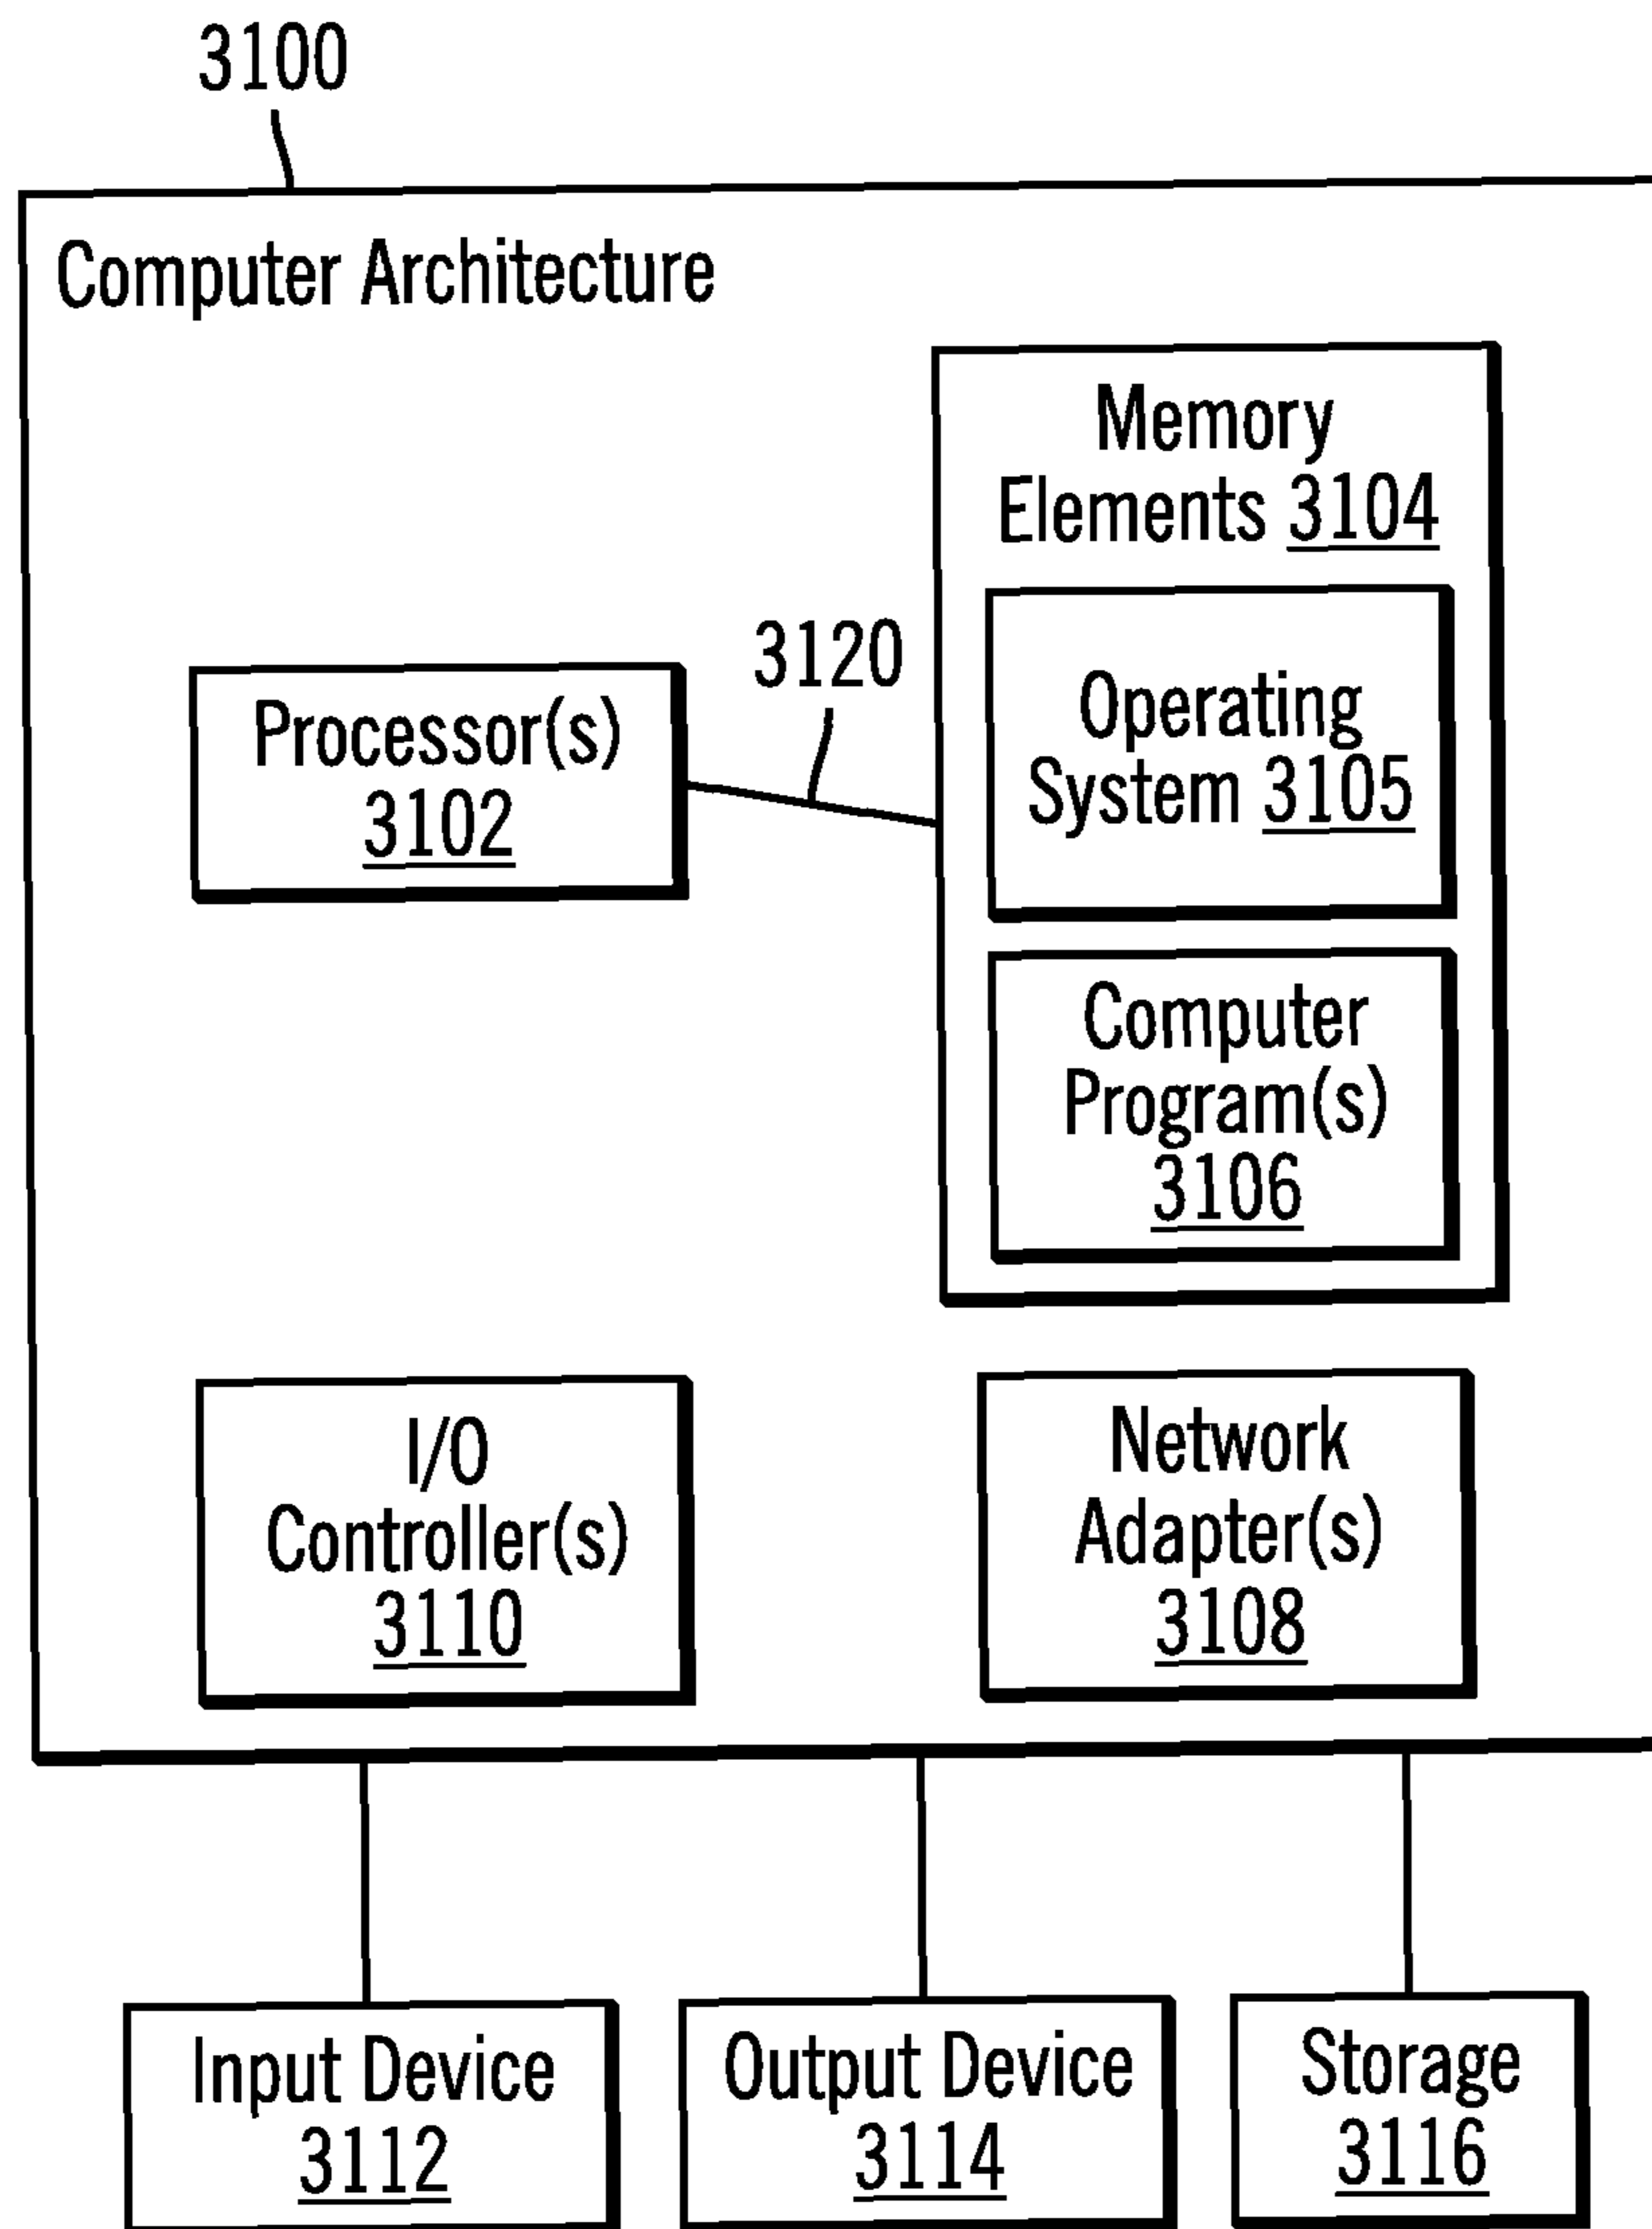 3100
Computer Architecture
Memory
Elements 3104
3120
Operating
System 3105
Processor(s)
3102
Computer
Program(s)
3106
I/O
Controller(s)
3110
Network
Adapter(s)
3108
Input Device
3112
Output Device
3114
Storage
3116